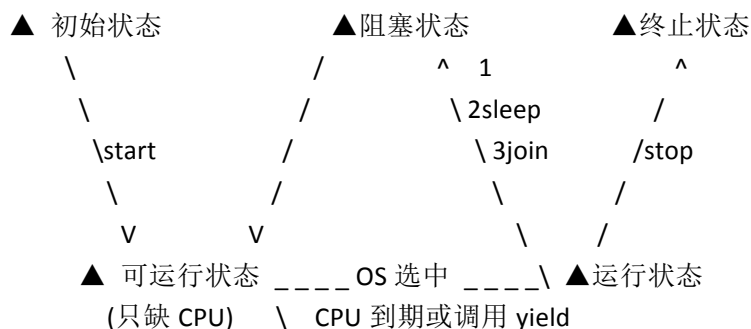 ▲ 初始状态 ▲阻塞状态 ▲终止状态
\ / ^ 1 ^
\ / \ 2sleep /
\start / \ 3join /stop
\ / \ /
V V \ /
▲ 可运行状态 _ _ _ _ OS 选中 _ _ _ _\ ▲运行状态
(只缺 CPU) \ CPU 到期或调用 yield